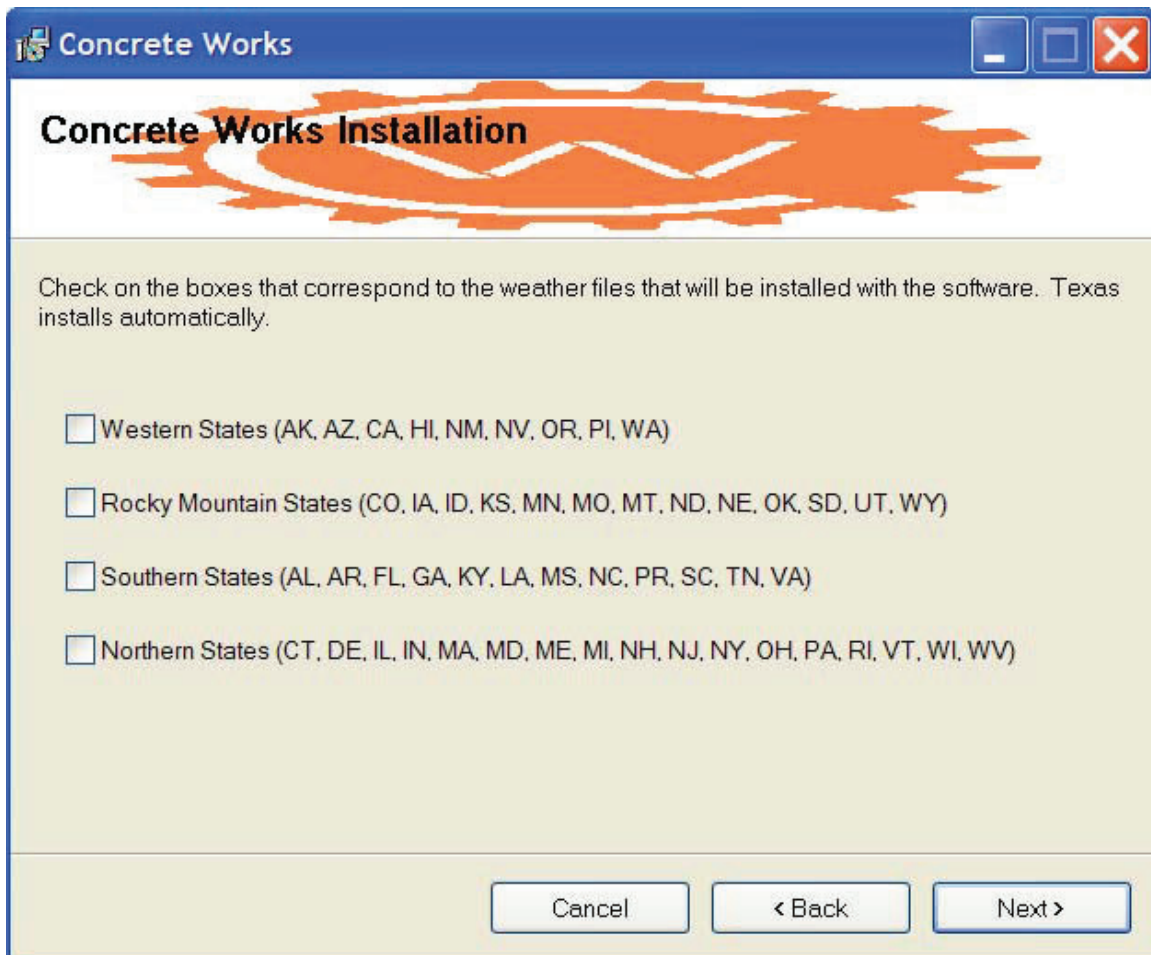 Concrete Works
Concrete Works Installation
Check on the boxes that correspond to the weather files that will be installed with the software. Texas
installs automatically.
Western States (AK, AZ, CA, HI, NM, NV, OR, PI, WA)
Rocky Mountain States (CO, IA, ID, KS, MN, MO, MT, ND, NE, OK, SD, UT, WY)
Southern States (AL, AR, FL, GA, KY, LA, MS, NC, PR, SC, TN, VA)
Northern States (CT, DE, IL, IN, MA, MD, ME, MI, NH, NJ, NY, OH, PA, RI, VT, WI, WV)
Cancel < Back Next >